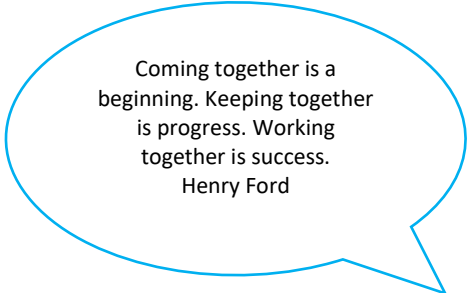 Coming together is a
beginning. Keeping together
is progress. Working
together is success.
Henry Ford